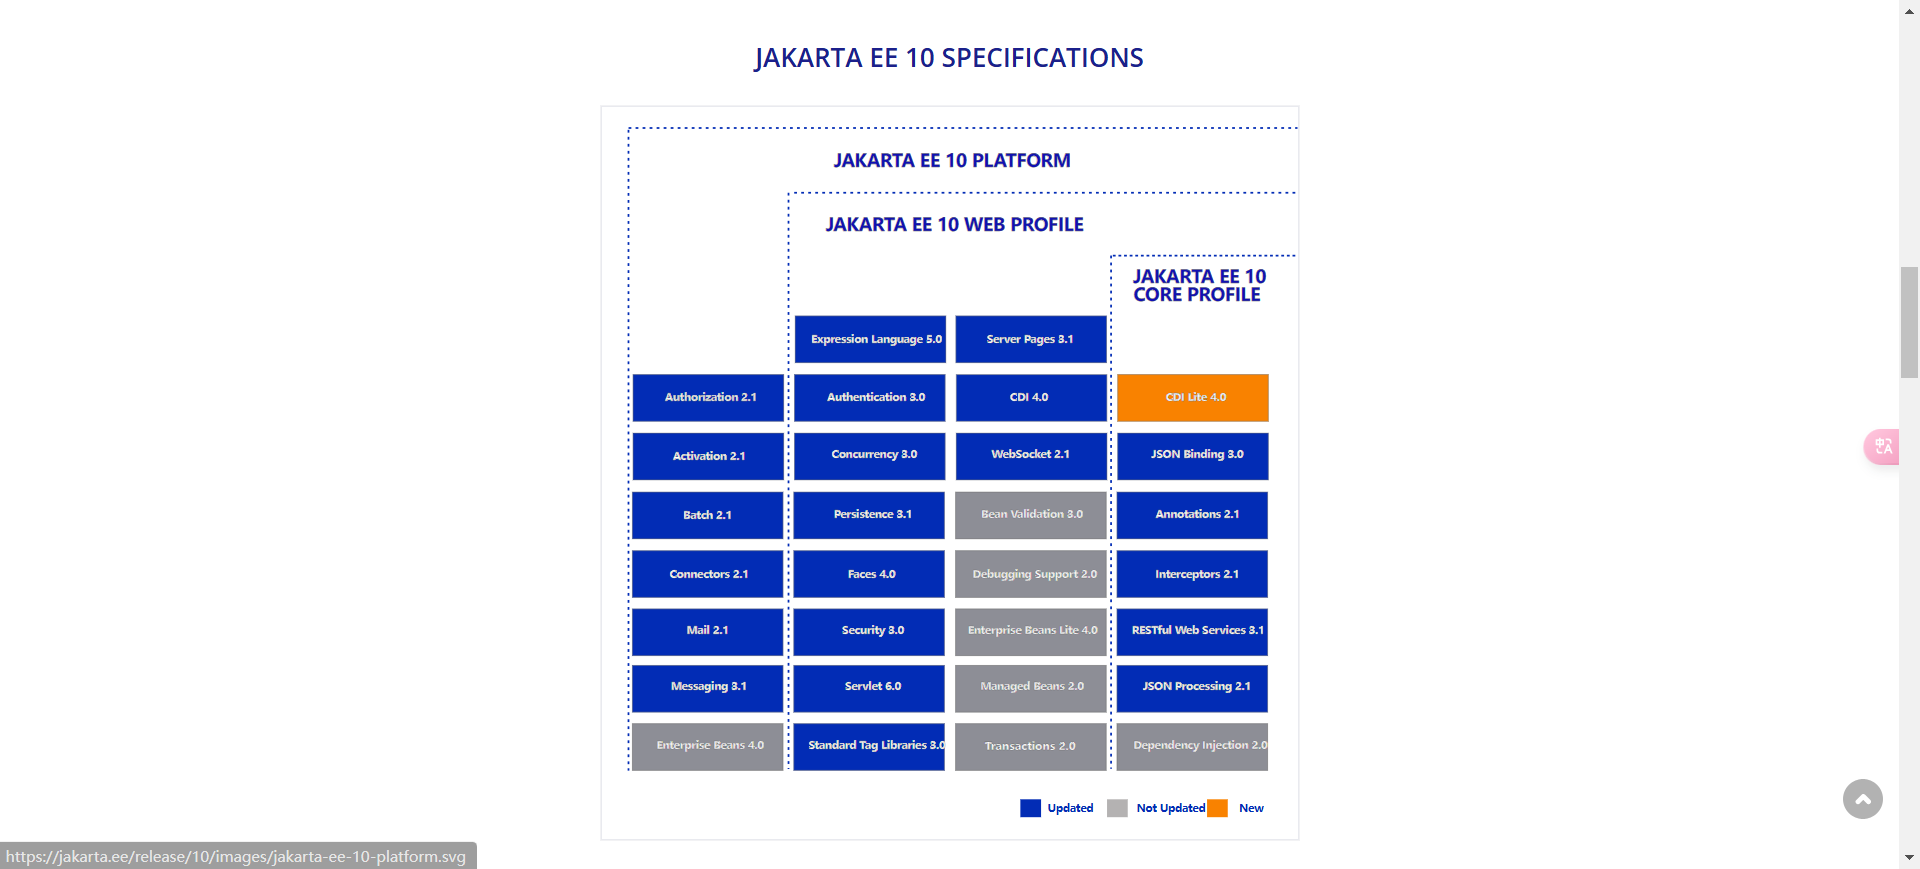 JAKARTA EE 10 SPECIFICATIONS
JAKARTA EE 10 PLATFORM
JAKARTA EE 10 WEB PROFILE
JAKARTA EE 10
CORE PROFILE
Expression Language 5.0
Server Pages 3.1
Authorization 2.1
Authentication 3.0
CDI 4.0
CDI Lite 4.0
Activation 2.1
Concurrency 3.0
WebSocket 2.1
JSON Binding 3.0
Batch 2.1
Persistence 3.1
Bean Validation 3.0
Annotations 2.1
Connectors 2.1
Faces 4.0
Debugging Support 2.0
Interceptors 2.1
Mail 2.1
Security 3.0
Enterprise Beans Lite 4.0
RESTful Web Services 3.1
Messaging 3.1
Servlet 6.0
Managed Beans 2.0
JSON Processing 2.1
Enterprise Beans 4.0
Standard Tag Libraries 3.0
Transactions 2.0
Dependency Injection 2.0
Updated
Not Updated
New
https://jakarta.ee/release/10/images/jakarta-ee-10-platform.svg